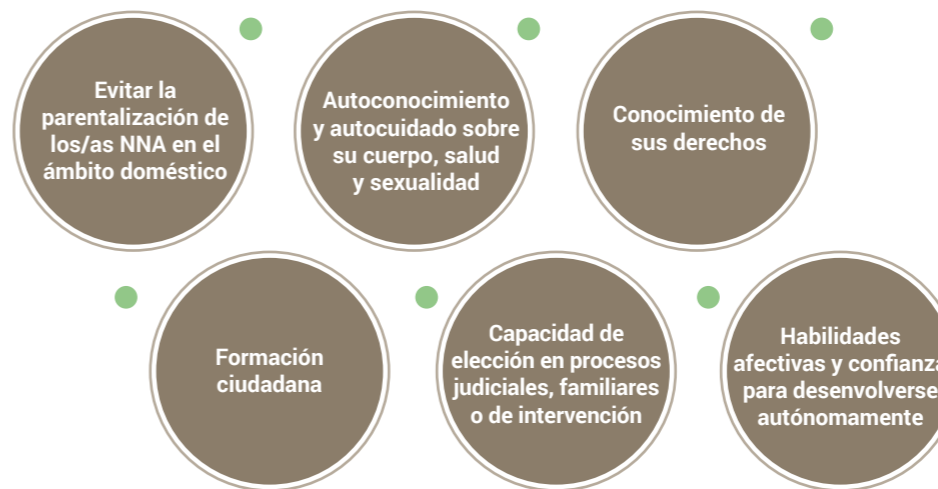 Evitar la
parentalización de
los/as NNA en el
ámbito doméstico
Autoconocimiento
y autocuidado sobre
su cuerpo, salud
y sexualidad
Conocimiento de
sus derechos
Formación
ciudadana
Capacidad de
elección en procesos
judiciales, familiares
o de intervención
Habilidades
afectivas y confianza
para desenvolverse
autónomamente